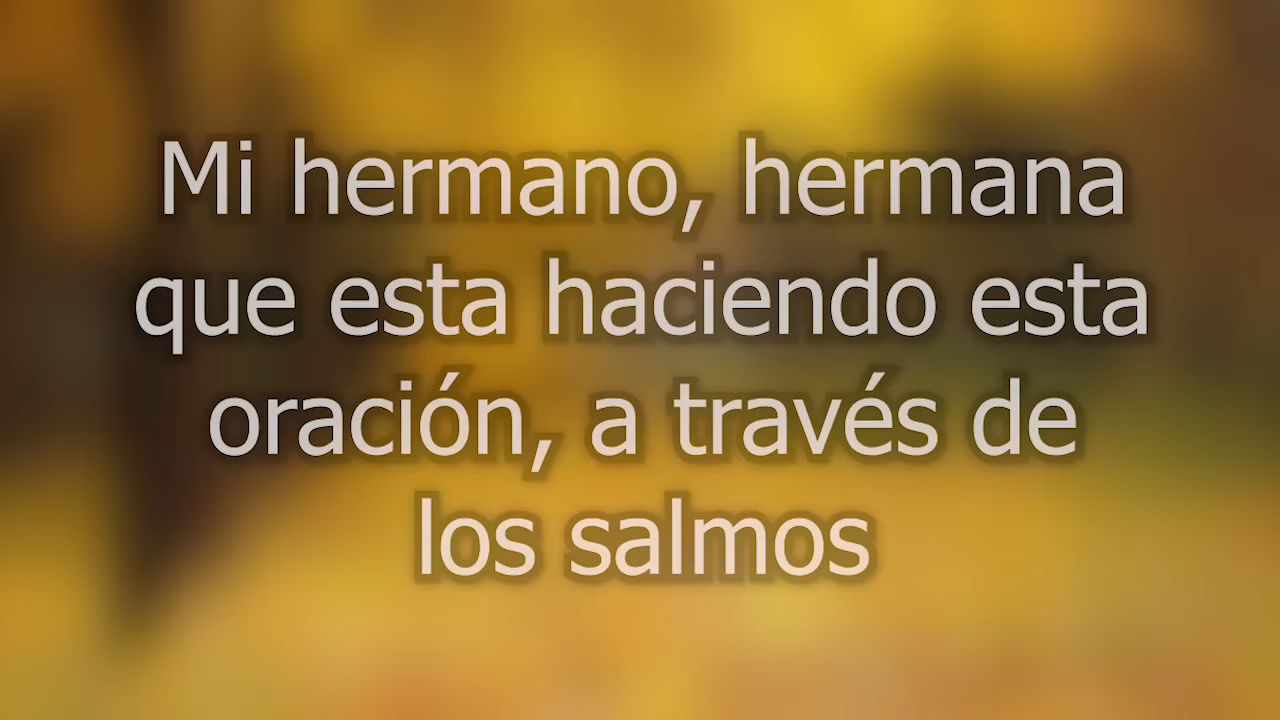 Mi hermano, hermana
que esta haciendo esta
oración, a través de
los salmos